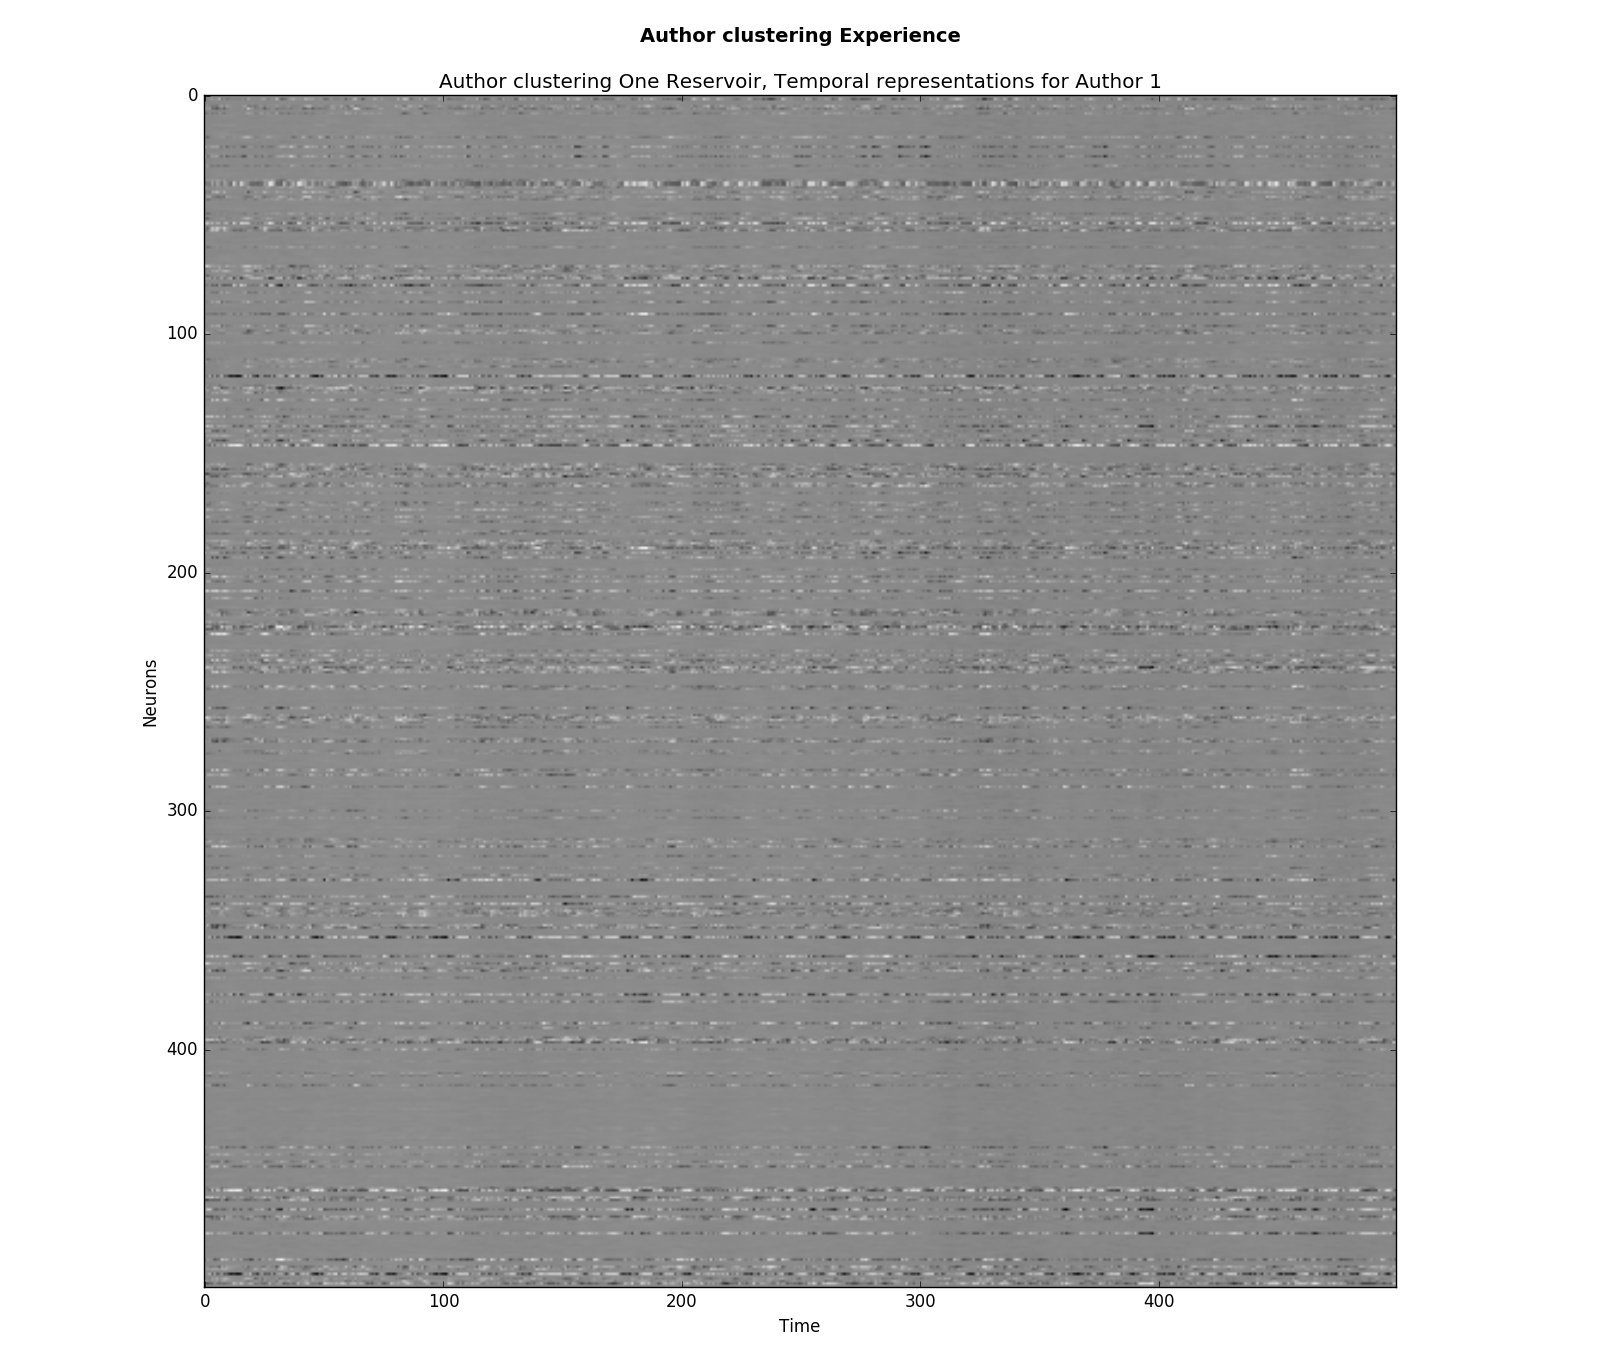 Author clustering Experience
Author clustering One Reservoir, Temporal representations for Author 1
0
100
200
300
400
Neurons
0 100 200 300 400
Time